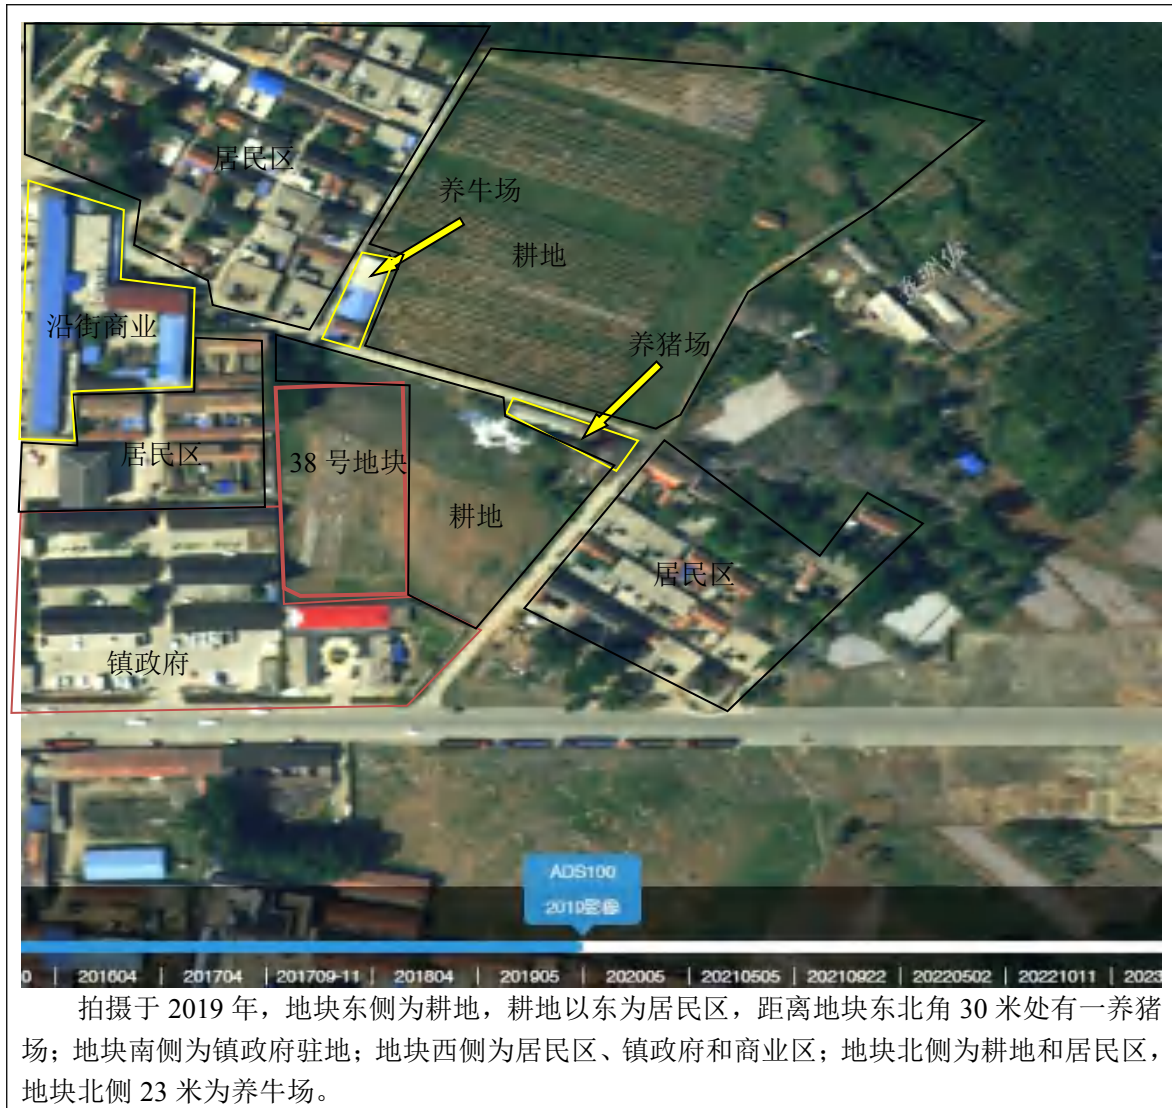 居民区
养牛场
耕地
沿街商业
养猪场
居民区
38 号地块
耕地
居民区
镇政府
ADS100
2019影像
0 | 201604 | 201704 | 201709-11 | 201804 | 201905 | 202005 | 20210505 | 20210922 | 20220502 | 20221011 | 2023
拍摄于 2019 年，地块东侧为耕地，耕地以东为居民区，距离地块东北角 30 米处有一养猪
场；地块南侧为镇政府驻地；地块西侧为居民区、镇政府和商业区；地块北侧为耕地和居民区，
地块北侧 23 米为养牛场。